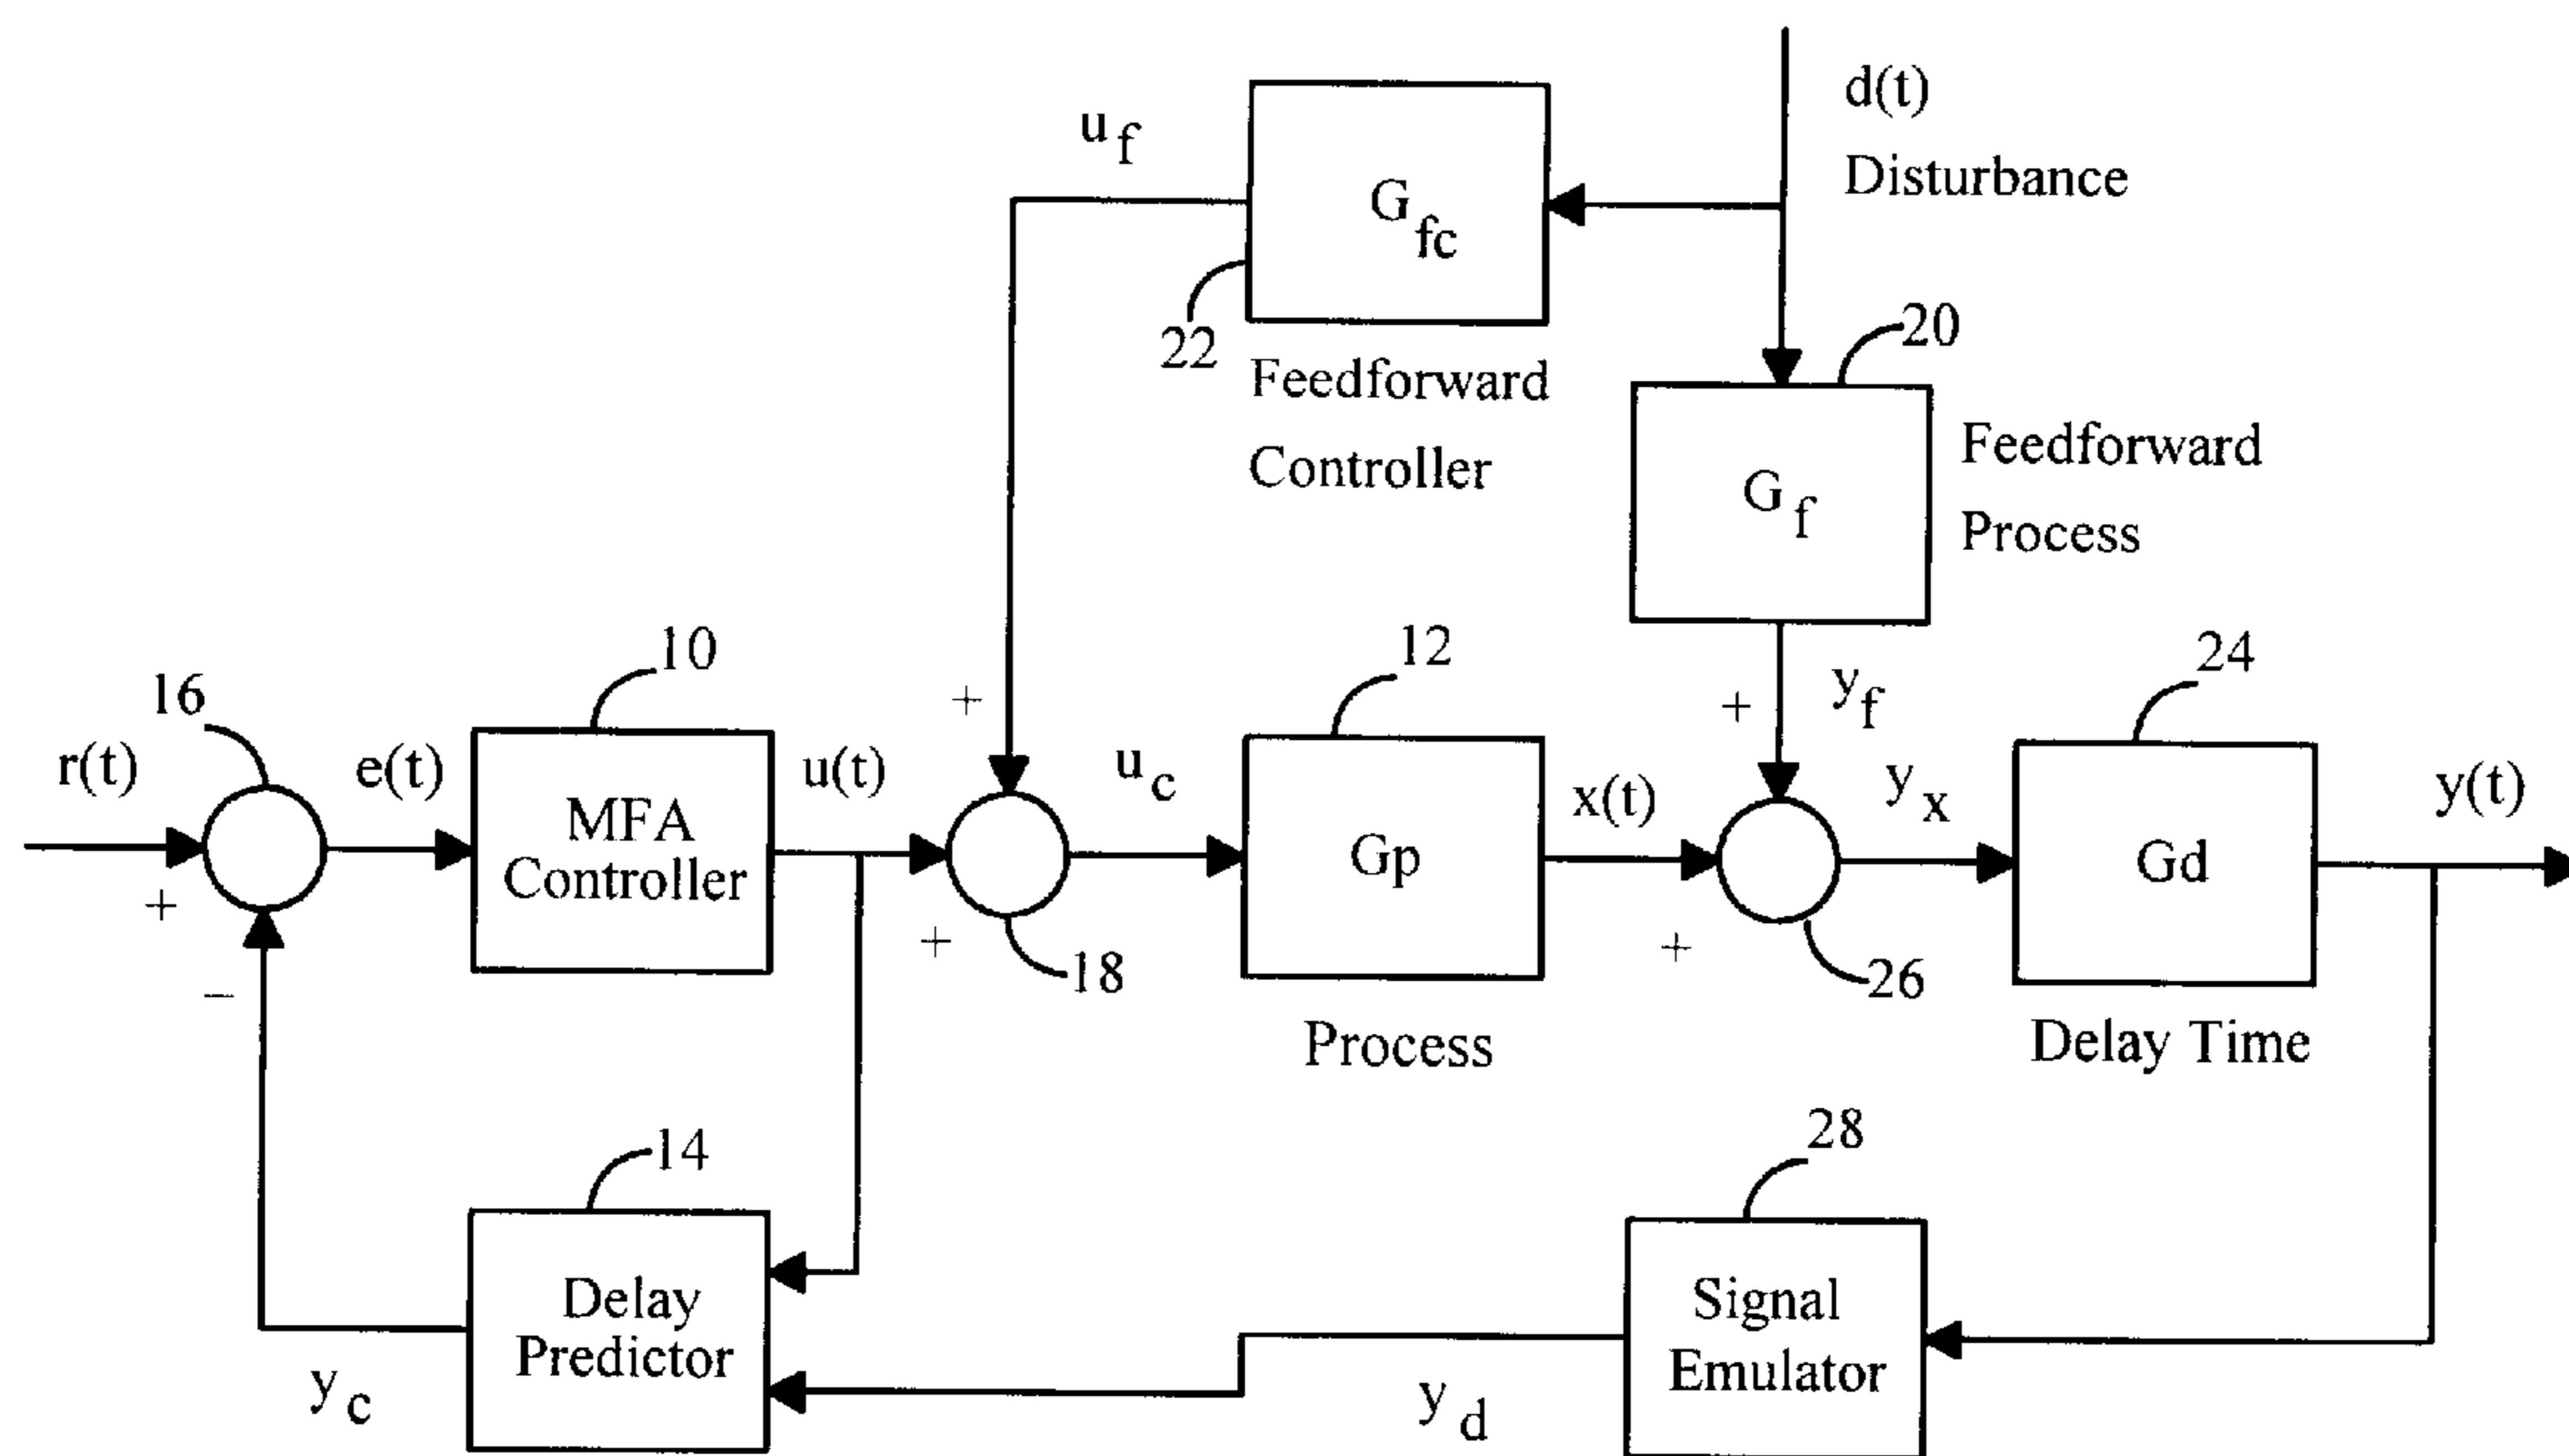 d(t)
Disturbance
u f
G fc
22
Feedforward
Controller
20
G f
Feedforward
Process
16
10
12
24
+
+
y f
r(t)
e(t)
MFA
Controller
u(t)
u c
Gp
x(t)
y x
Gd
y(t)
+
−
+
18
+
26
Process
Delay Time
14
28
Delay
Predictor
Signal
Emulator
y c
y d